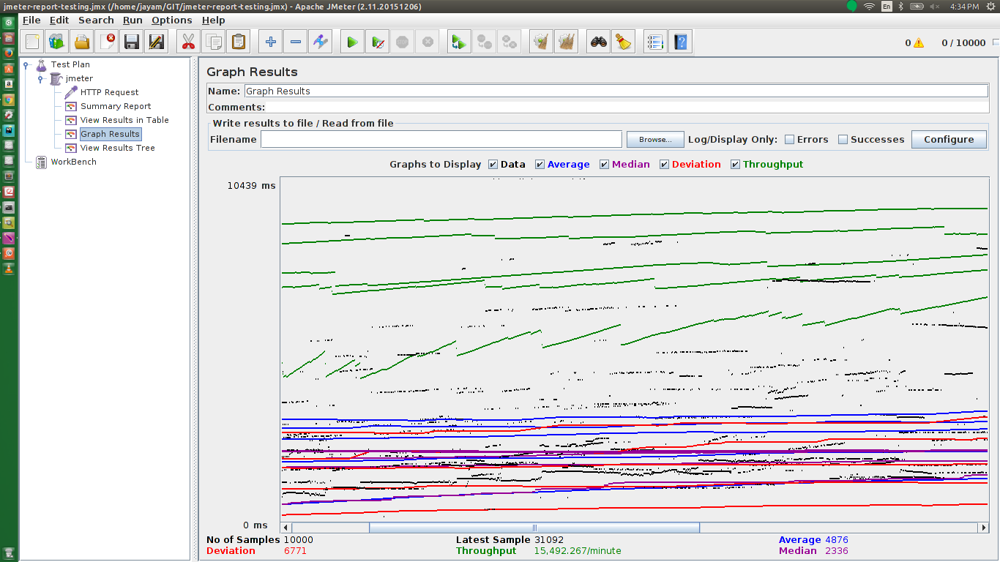 jmeter-report-testing.jmx (/home/jayam/GIT/jmeter-report-testing.jmx) - Apache JMeter (2.11.20151206)
En
4:34 PM
File Edit Search Run Options Help
0
0 / 10000
Test Plan
jmeter
HTTP Request
Summary Report
View Results in Table
Graph Results
View Results Tree
WorkBench
Graph Results
Name: Graph Results
Comments:
Write results to file / Read from file
Filename
Browse...
Log/Display Only:
Errors
Successes
Configure
Graphs to Display
Data
Average
Median
Deviation
Throughput
10439 ms
0 ms
No of Samples 10000
Latest Sample 31092
Average 4876
Deviation 6771
Throughput 15,492.267/minute
Median 2336